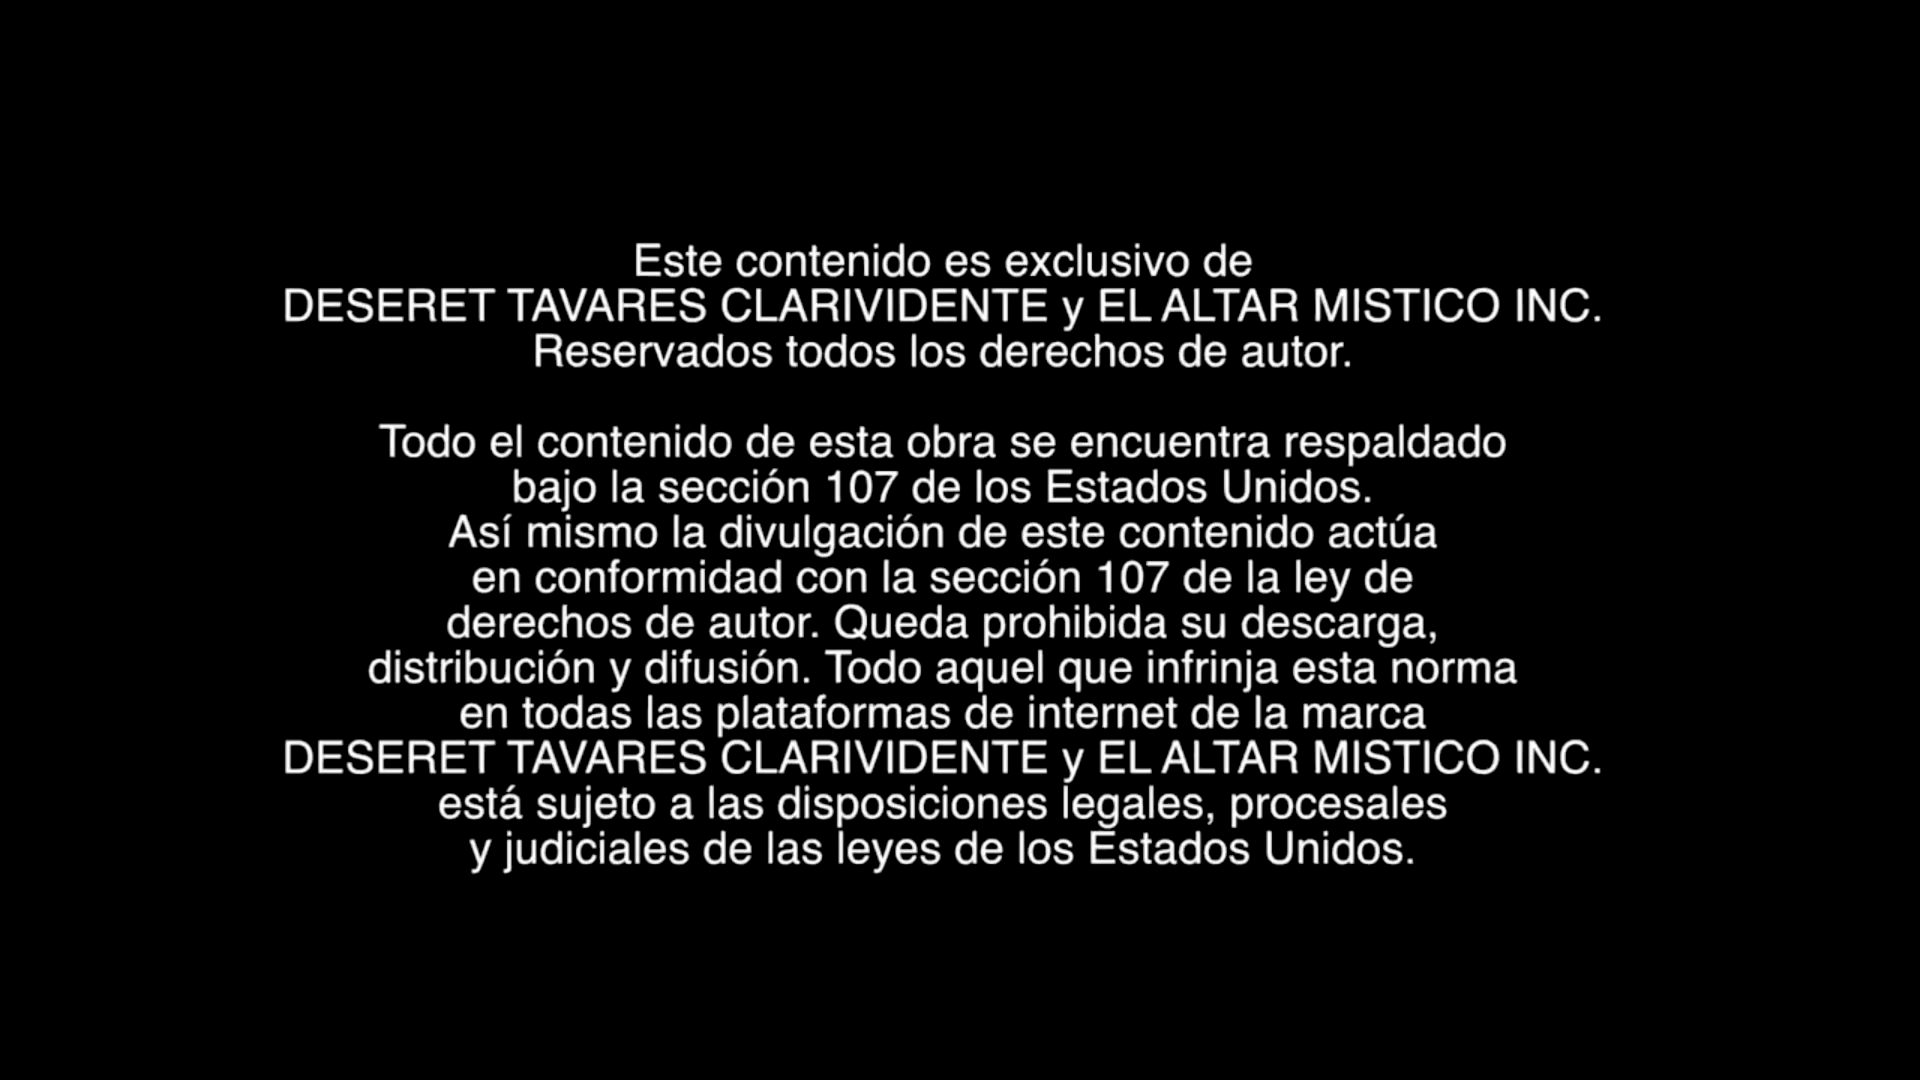 Este contenido es exclusivo de
DESERET TAVARES CLARIVIDENTE y EL ALTAR MISTICO INC.
Reservados todos los derechos de autor.
Todo el contenido de esta obra se encuentra respaldado
bajo la sección 107 de los Estados Unidos.
Así mismo la divulgación de este contenido actúa
en conformidad con la sección 107 de la ley de
derechos de autor. Queda prohibida su descarga,
distribución y difusión. Todo aquel que infrinja esta norma
en todas las plataformas de internet de la marca
DESERET TAVARES CLARIVIDENTE y EL ALTAR MISTICO INC.
está sujeto a las disposiciones legales, procesales
y judiciales de las leyes de los Estados Unidos.